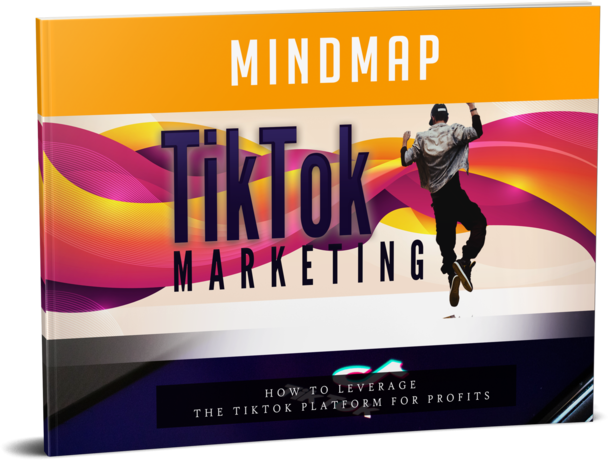 MINDMAP
TikTok
MARKETING
HOW TO LEVERAGE
THE TIKTOK PLATFORM FOR PROFITS